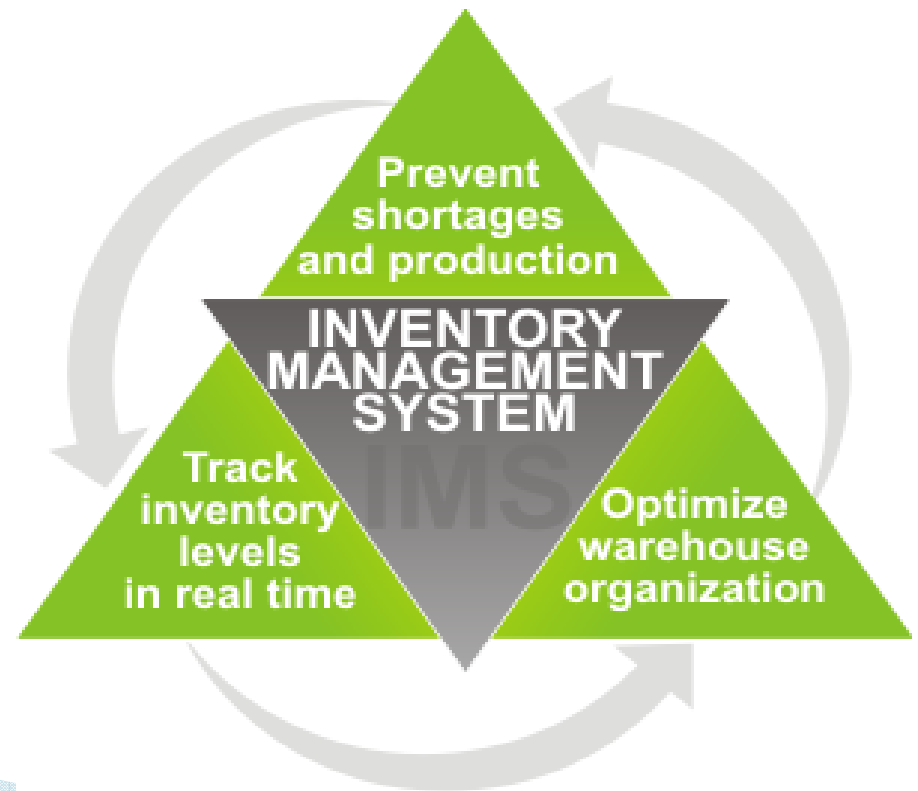 Prevent
shortages
and production
INVENTORY
MANAGEMENT
SYSTEM
IMS
Track
inventory
levels
in real time
Optimize
warehouse
organization